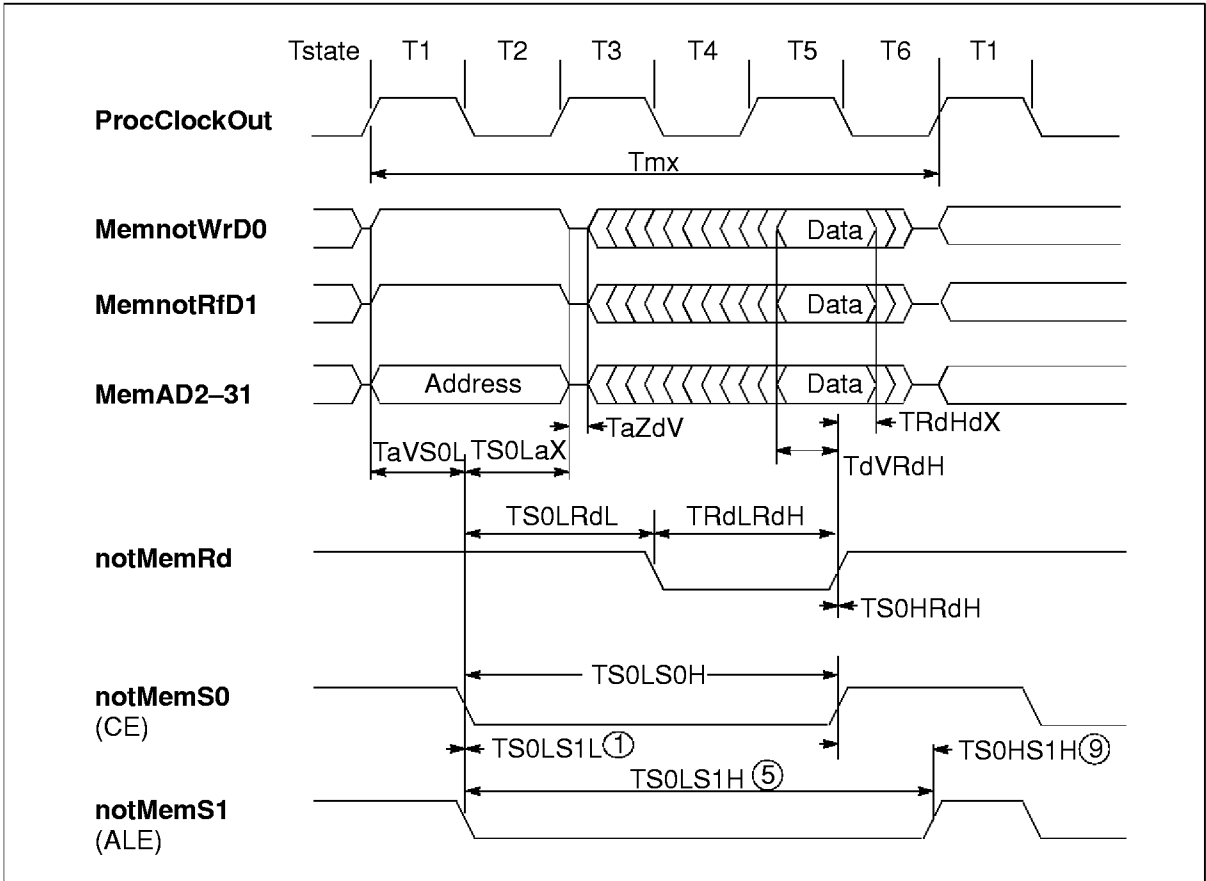 Tstate T1 T2 T3 T4 T5 T6 T1
ProcClockOut
Tmx
MemnotWrD0 Data
MemnotRfD1 Data
MemAD2–31 Address Data
TaZdV TRdHdX
TaVS0L TS0LaX
TdVRdH
TS0LRdL TRdLRdH
notMemRd
TS0HRdH
TS0LS0H
notMemS0
(CE)
TS0LS1L① TS0HS1H⑨
TS0LS1H⑤
notMemS1
(ALE)